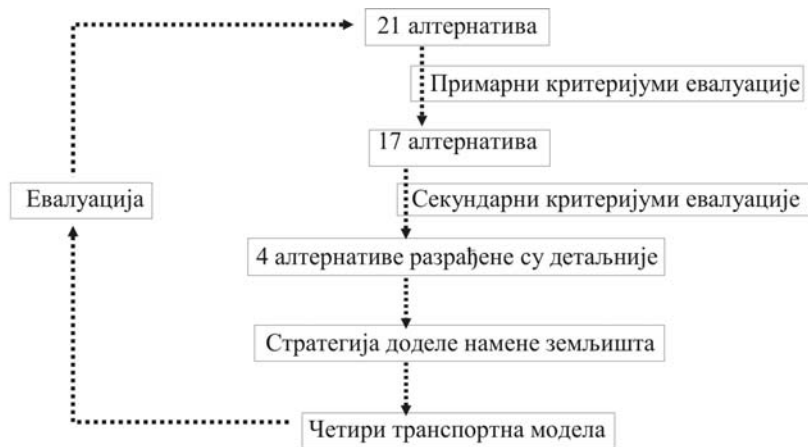 21 алтернатива
Примарни критеријуми евалуације
17 алтернатива
Евалуација
Секундарни критеријуми евалуације
4 алтернативе разрађене су детаљније
Стратегија доделе намене земљишта
Четири транспортна модела